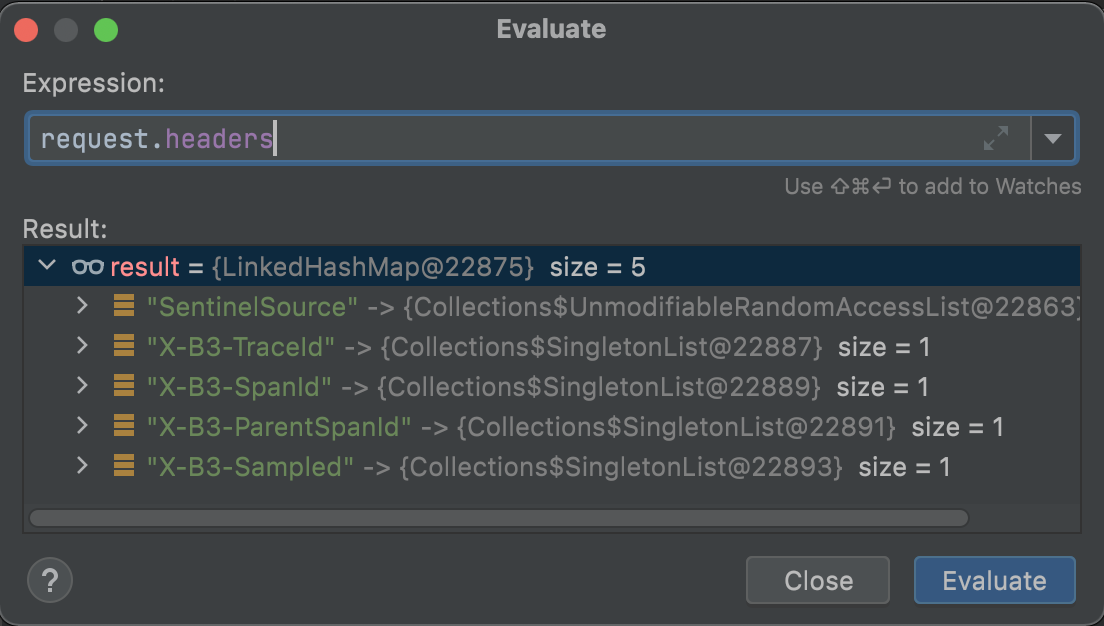 Evaluate
Expression:
request.headers
Use ⇧⌘⏎ to add to Watches
Result:
result = {LinkedHashMap@22875} size = 5
"SentinelSource" -> {Collections$UnmodifiableRandomAccessList@22863}
"X-B3-TraceId" -> {Collections$SingletonList@22887} size = 1
"X-B3-SpanId" -> {Collections$SingletonList@22889} size = 1
"X-B3-ParentSpanId" -> {Collections$SingletonList@22891} size = 1
"X-B3-Sampled" -> {Collections$SingletonList@22893} size = 1
?
Close
Evaluate